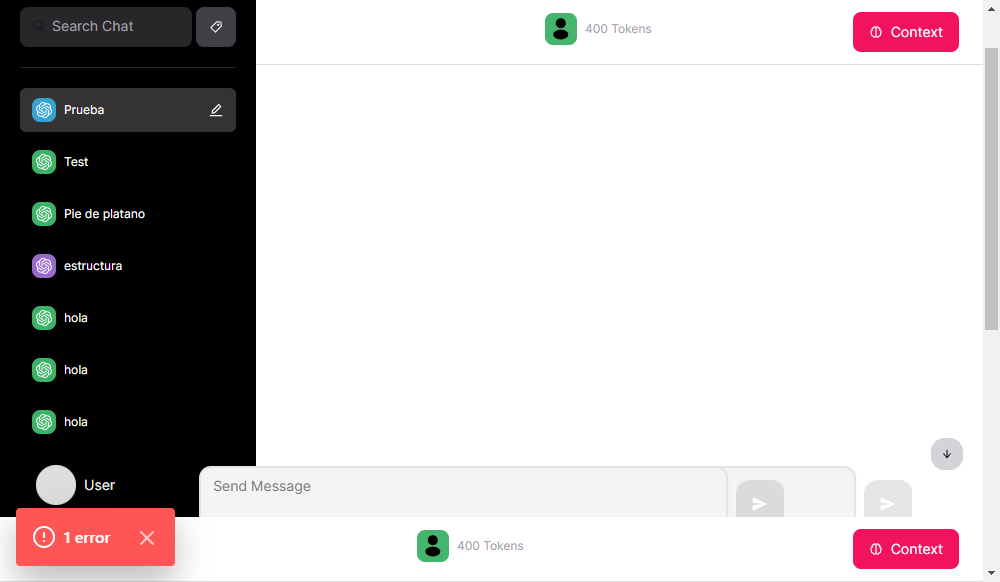 Search Chat
400 Tokens
Context
Prueba
Test
Pie de platano
estructura
hola
hola
hola
User
Send Message
1 error
400 Tokens
Context